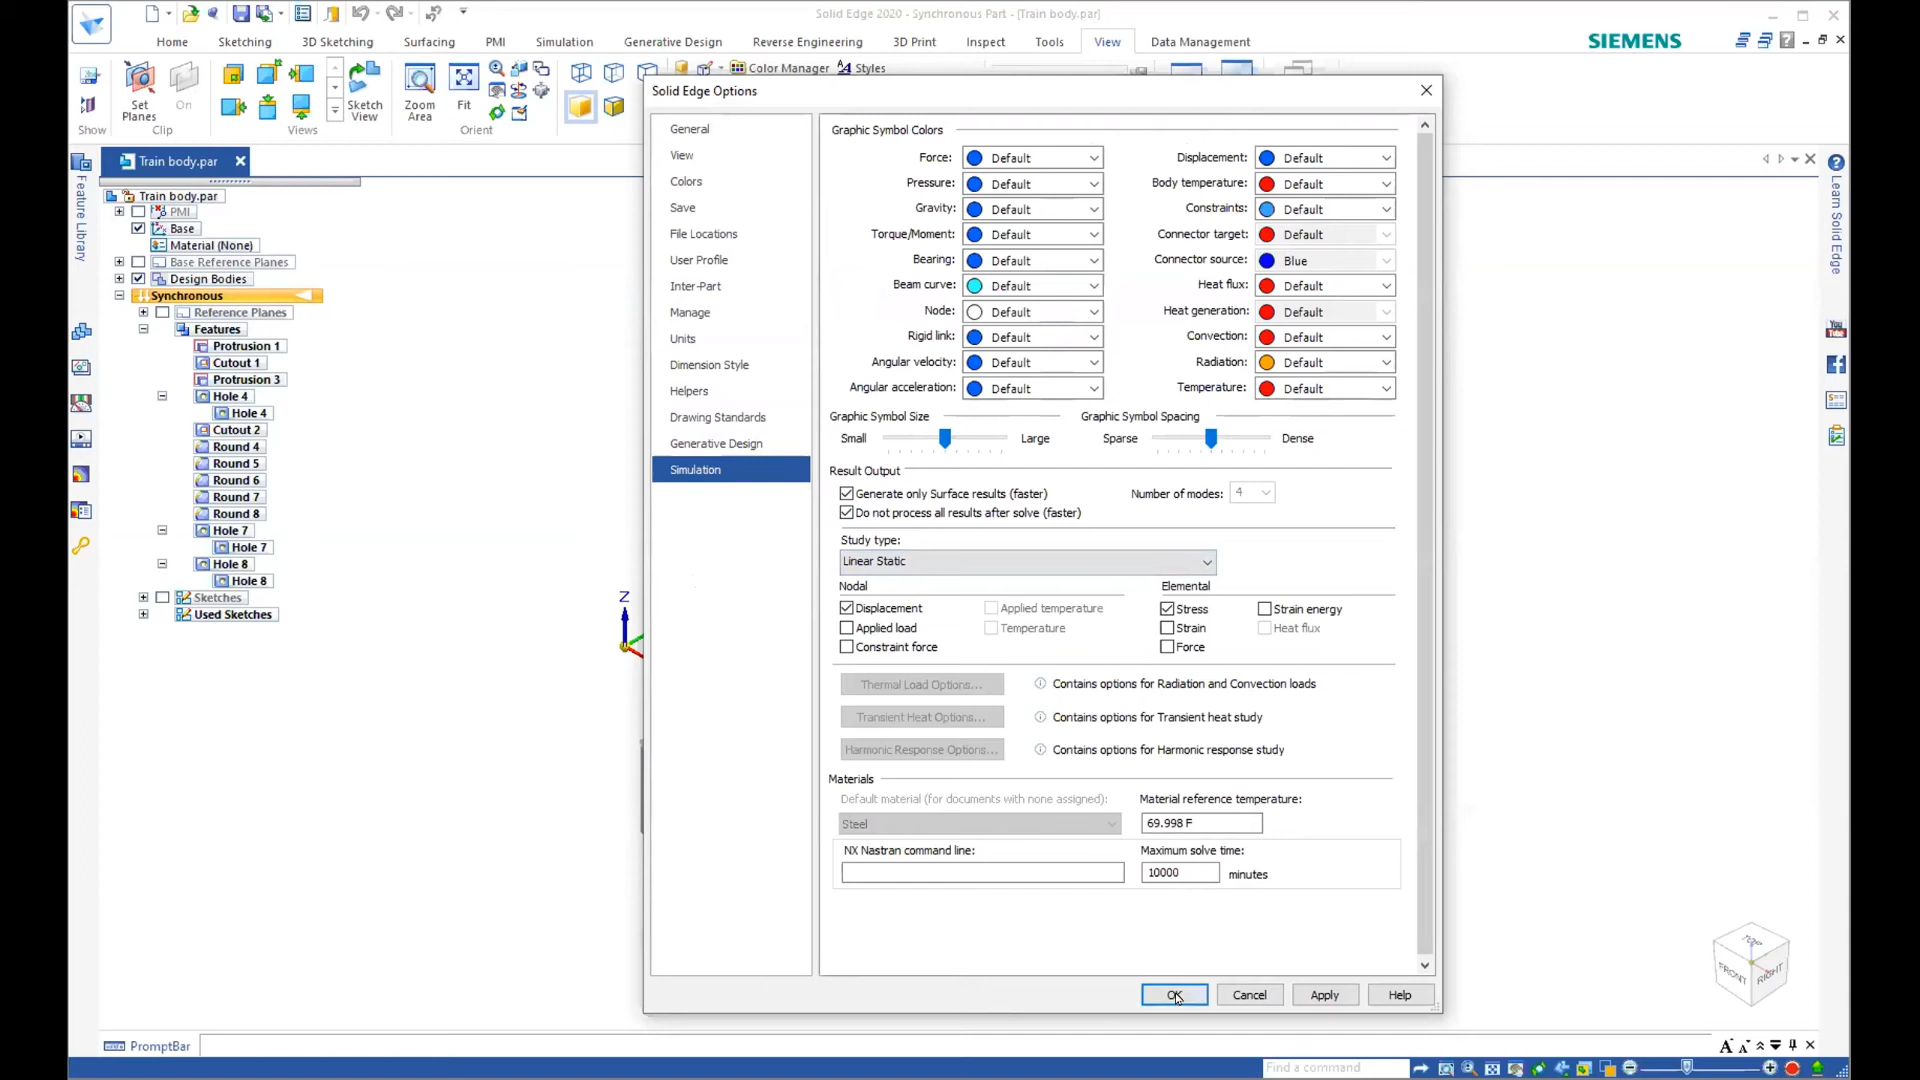 Solid Edge 2020 - Synchronous Part - [Train body.par]
Home Sketching 3D Sketching Surfacing PMI Simulation Generative Design Reverse Engineering 3D Print Inspect Tools View Data Management
SIEMENS
Set Planes
On
Sketch View
Zoom Area
Fit
Color Manager
Styles
Show Clip Views Orient
Train body.par
Feature Library
Train body.par
PMI
Base
Material (None)
Base Reference Planes
Design Bodies
Synchronous
Reference Planes
Features
Protrusion 1
Cutout 1
Protrusion 3
Hole 4
Hole 4
Cutout 2
Round 4
Round 5
Round 6
Round 7
Round 8
Hole 7
Hole 7
Hole 8
Hole 8
Sketches
Used Sketches
Z
Solid Edge Options
General
View
Colors
Save
File Locations
User Profile
Inter-Part
Manage
Units
Dimension Style
Helpers
Drawing Standards
Generative Design
Simulation
Graphic Symbol Colors
Force: Default Displacement: Default
Pressure: Default Body temperature: Default
Gravity: Default Constraints: Default
Torque/Moment: Default Connector target: Default
Bearing: Default Connector source: Blue
Beam curve: Default Heat flux: Default
Node: Default Heat generation: Default
Rigid link: Default Convection: Default
Angular velocity: Default Radiation: Default
Angular acceleration: Default Temperature: Default
Graphic Symbol Size Graphic Symbol Spacing
Small Large Sparse Dense
Result Output
Generate only Surface results (faster) Number of modes: 4
Do not process all results after solve (faster)
Study type:
Linear Static
Nodal Elemental
Displacement Applied temperature Stress Strain energy
Applied load Temperature Strain Heat flux
Constraint force Force
Thermal Load Options... Contains options for Radiation and Convection loads
Transient Heat Options... Contains options for Transient heat study
Harmonic Response Options... Contains options for Harmonic response study
Materials
Default material (for documents with none assigned): Material reference temperature:
Steel 69.998 F
NX Nastran command line: Maximum solve time:
10000 minutes
OK Cancel Apply Help
Learn Solid Edge
You Tube
TOP
FRONT
RIGHT
PromptBar
Find a command